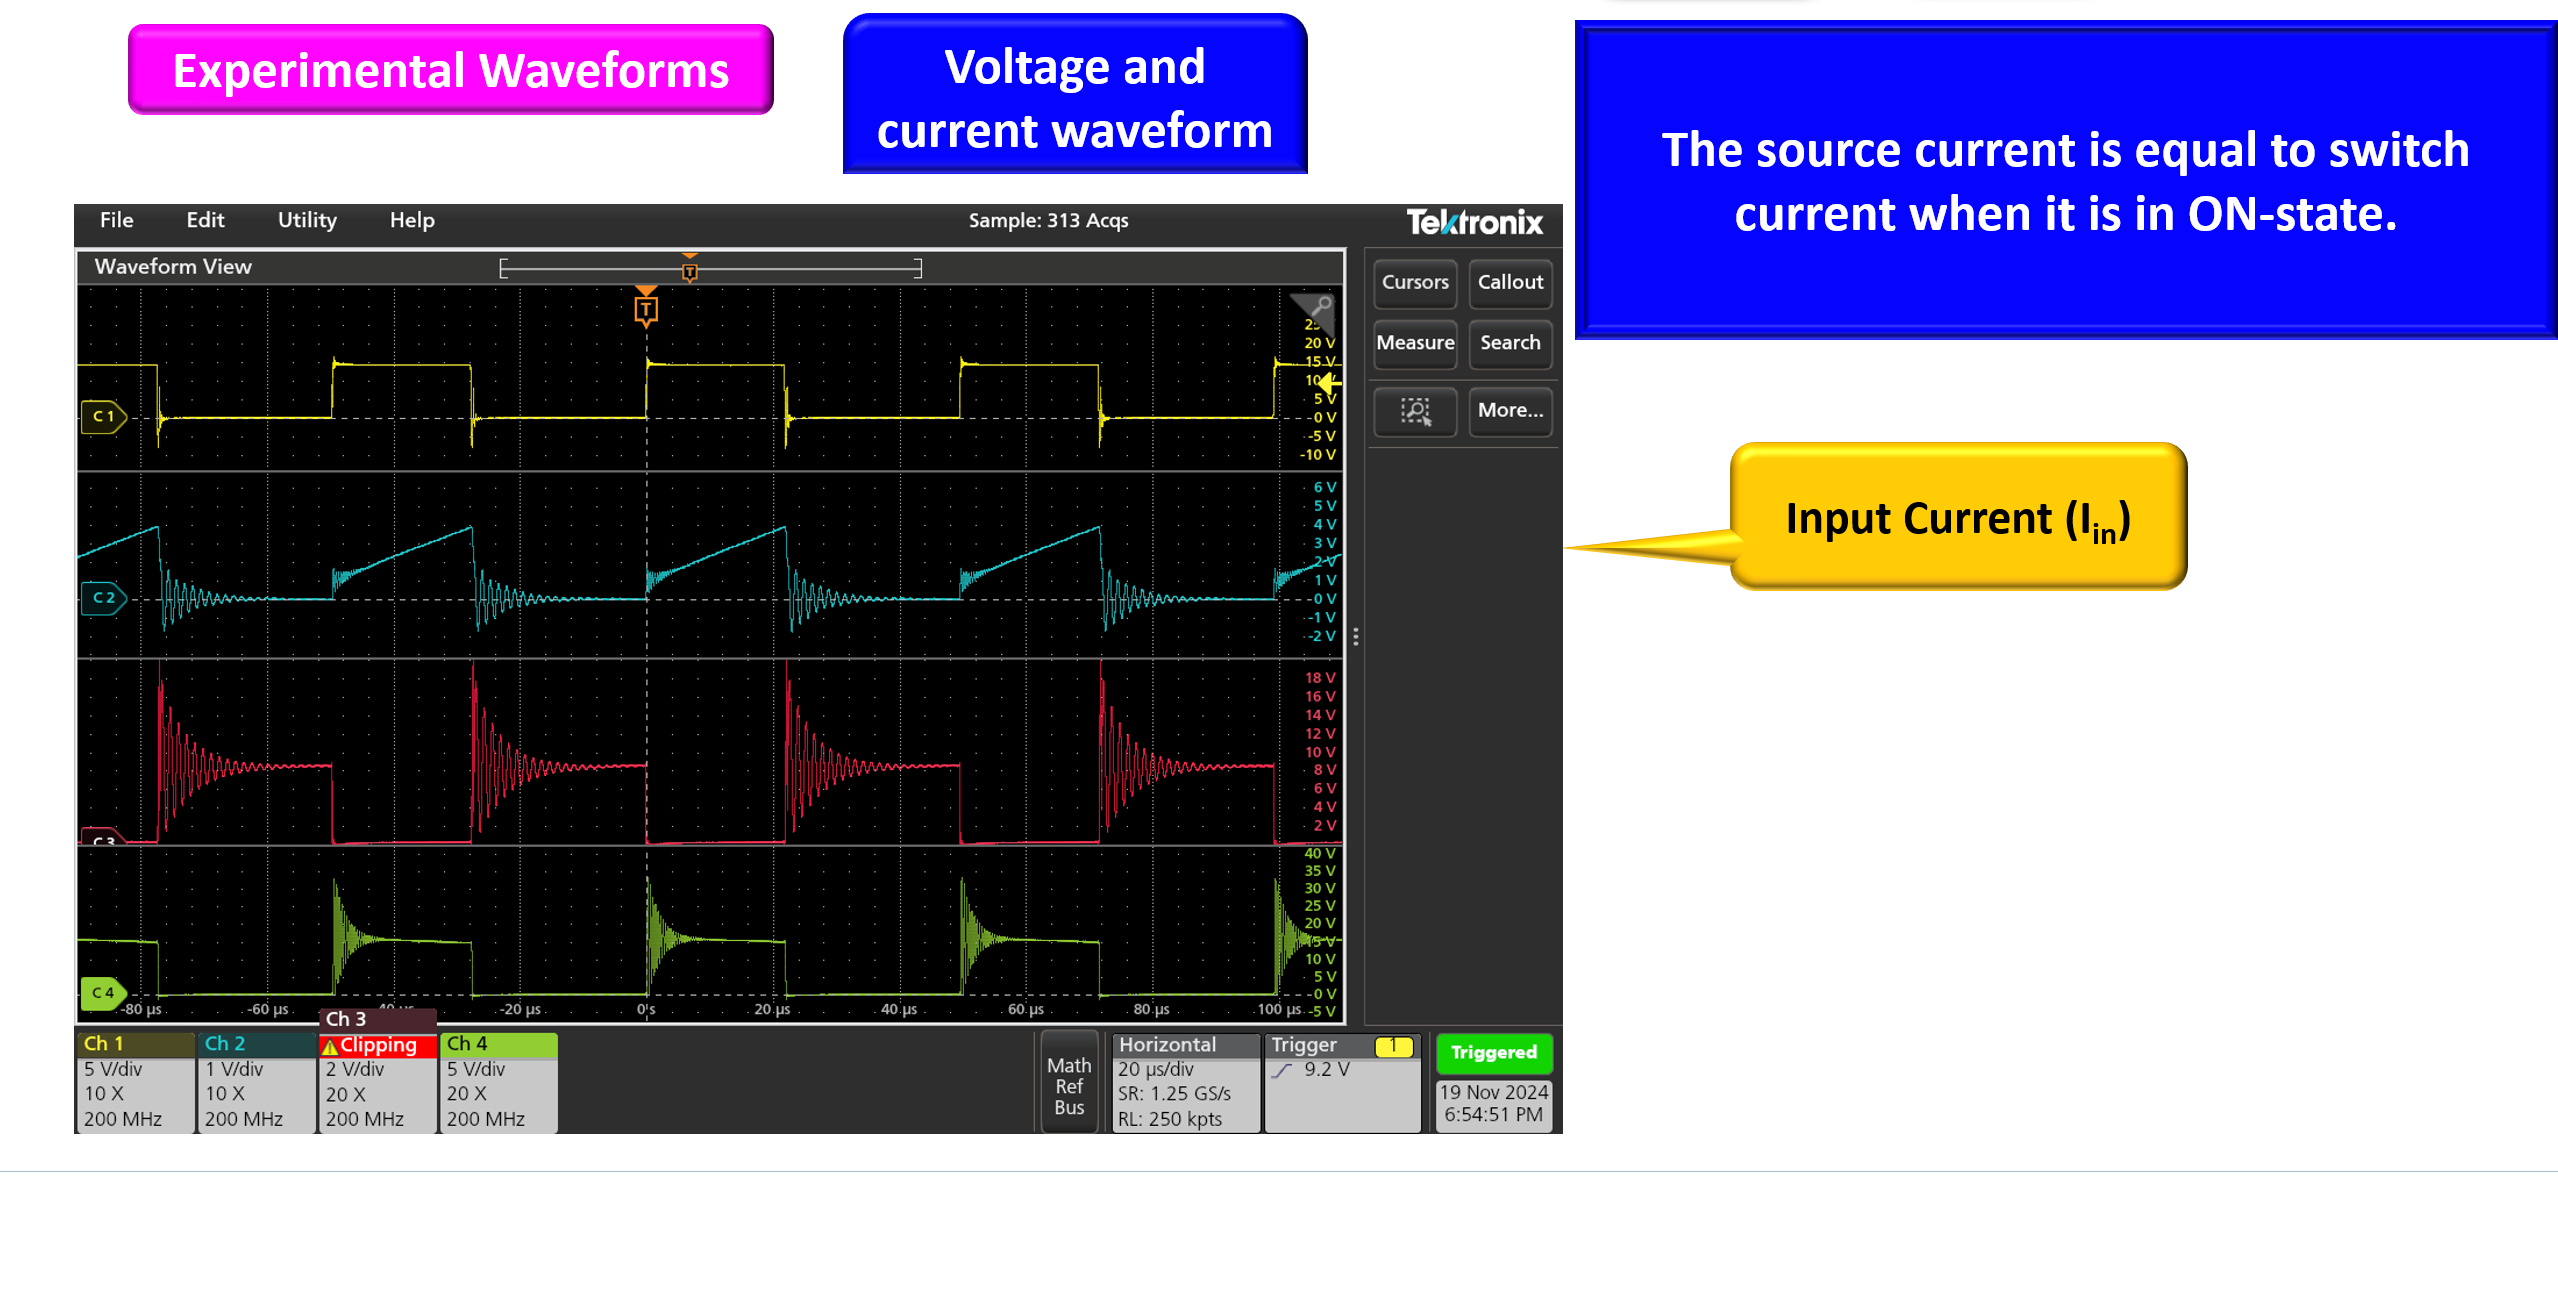 Experimental Waveforms
Voltage and
current waveform
The source current is equal to switch
current when it is in ON-state.
File Edit Utility Help
Sample: 313 Acqs
Tektronix
Waveform View
T
T
Cursors Callout
Measure Search
More...
20 V
15 V
10
5 V
0 V
-5 V
-10 V
C 1
Input Current (Iin)
6 V
5 V
4 V
3 V
2 V
1 V
0 V
-1 V
-2 V
C 2
18 V
16 V
14 V
12 V
10 V
8 V
6 V
4 V
2 V
C 3
40 V
35 V
30 V
25 V
20 V
15 V
10 V
5 V
0 V
-5 V
C 4
-80 µs -60 µs -20 µs 0 s 20 µs 40 µs 60 µs 80 µs 100 µs
Ch 1
5 V/div
10 X
200 MHz
Ch 2
1 V/div
10 X
200 MHz
Ch 3
Clipping
2 V/div
20 X
200 MHz
Ch 4
5 V/div
20 X
200 MHz
Math
Ref
Bus
Horizontal
20 µs/div
SR: 1.25 GS/s
RL: 250 kpts
Trigger 1
9.2 V
Triggered
19 Nov 2024
6:54:51 PM